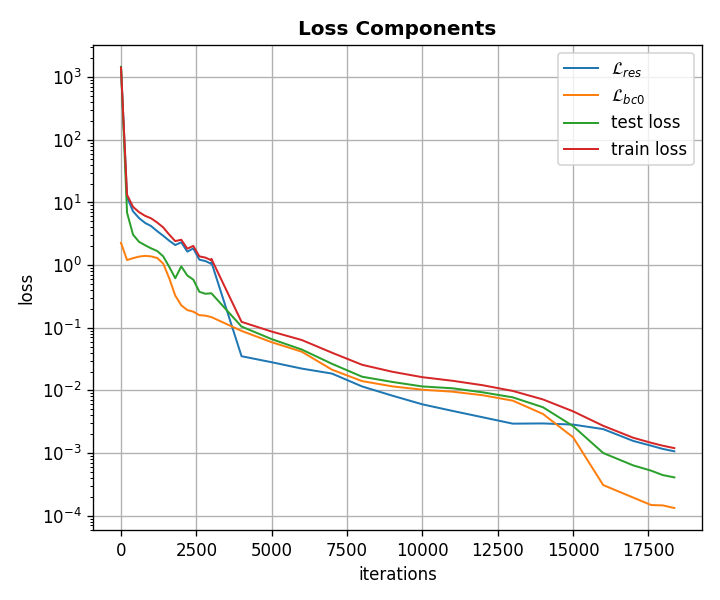 Loss Components
10³
10²
10¹
10⁰
10⁻¹
10⁻²
10⁻³
10⁻⁴
loss
ℒres
ℒbc0
test loss
train loss
0 2500 5000 7500 10000 12500 15000 17500
iterations